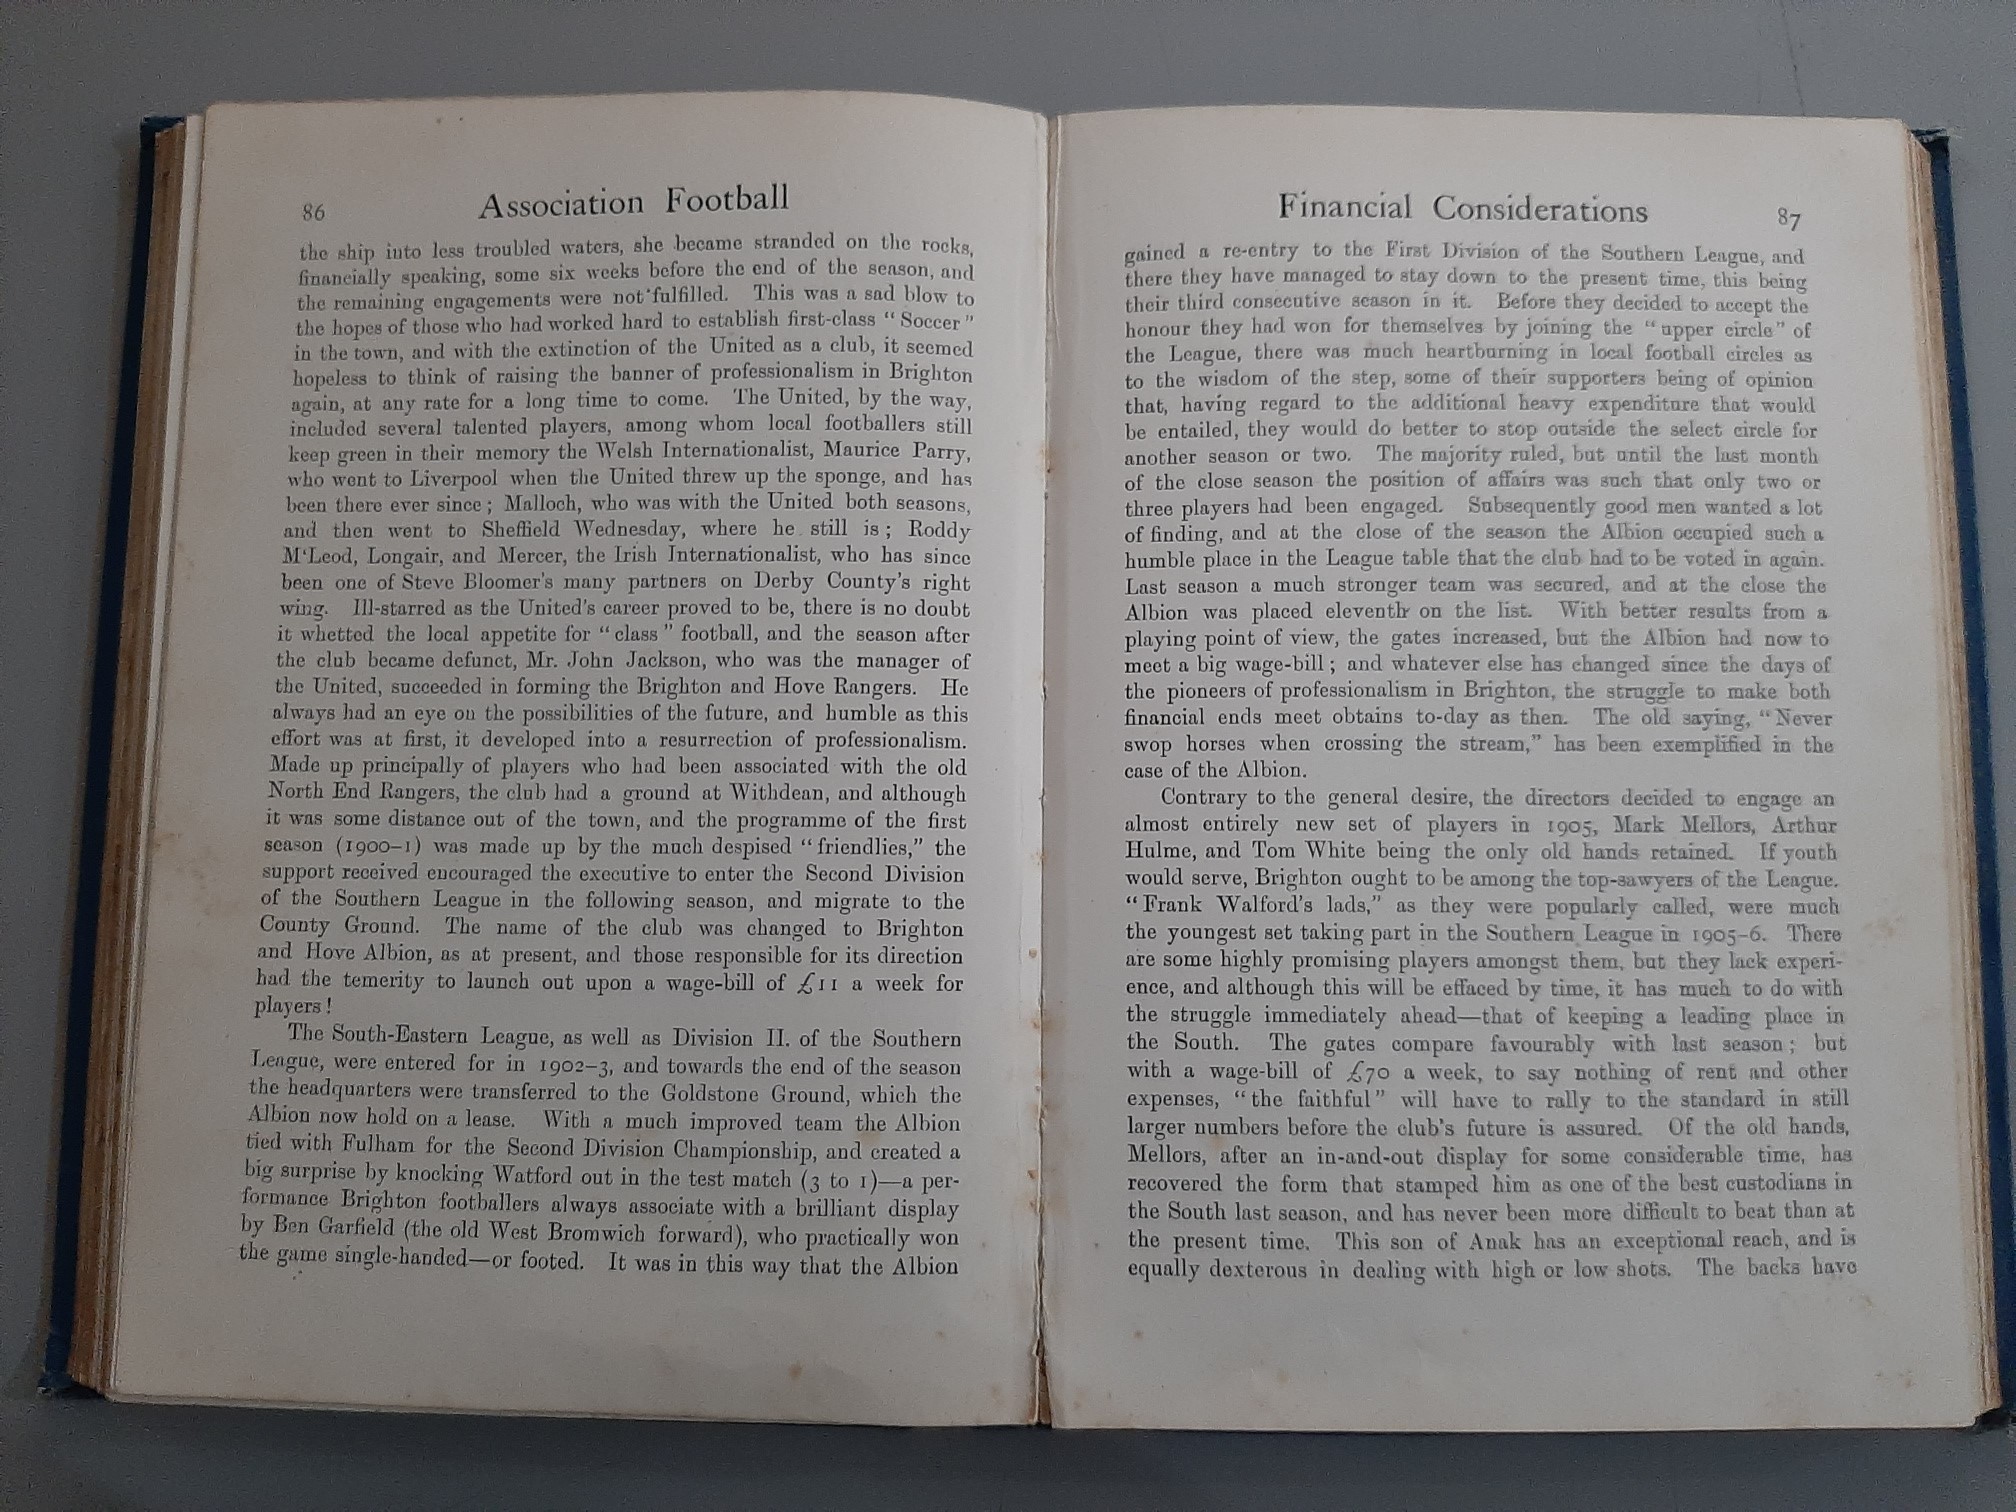 86
Association Football
the ship into less troubled waters, she became stranded on the rocks,
financially speaking, some six weeks before the end of the season, and
the remaining engagements were not fulfilled. This was a sad blow to
the hopes of those who had worked hard to establish first-class “Soccer”
in the town, and with the extinction of the United as a club, it seemed
hopeless to think of raising the banner of professionalism in Brighton
again, at any rate for a long time to come. The United, by the way,
included several talented players, among whom local footballers still
keep green in their memory the Welsh Internationalist, Maurice Parry,
who went to Liverpool when the United threw up the sponge, and has
been there ever since; Malloch, who was with the United both seasons,
and then went to Sheffield Wednesday, where he still is; Roddy
M‘Leod, Longair, and Mercer, the Irish Internationalist, who has since
been one of Steve Bloomer's many partners on Derby County's right
wing. Ill-starred as the United's career proved to be, there is no doubt
it whetted the local appetite for “class” football, and the season after
the club became defunct, Mr. John Jackson, who was the manager of
the United, succeeded in forming the Brighton and Hove Rangers. He
always had an eye on the possibilities of the future, and humble as this
effort was at first, it developed into a resurrection of professionalism.
Made up principally of players who had been associated with the old
North End Rangers, the club had a ground at Withdean, and although
it was some distance out of the town, and the programme of the first
season (1900–1) was made up by the much despised “friendlies,” the
support received encouraged the executive to enter the Second Division
of the Southern League in the following season, and migrate to the
County Ground. The name of the club was changed to Brighton
and Hove Albion, as at present, and those responsible for its direction
had the temerity to launch out upon a wage-bill of £11 a week for
players!
The South-Eastern League, as well as Division II. of the Southern
League, were entered for in 1902–3, and towards the end of the season
the headquarters were transferred to the Goldstone Ground, which the
Albion now hold on a lease. With a much improved team the Albion
tied with Fulham for the Second Division Championship, and created a
big surprise by knocking Watford out in the test match (3 to 1)—a per-
formance Brighton footballers always associate with a brilliant display
by Ben Garfield (the old West Bromwich forward), who practically won
the game single-handed—or footed. It was in this way that the Albion
Financial Considerations
87
gained a re-entry to the First Division of the Southern League, and
there they have managed to stay down to the present time, this being
their third consecutive season in it. Before they decided to accept the
honour they had won for themselves by joining the “upper circle” of
the League, there was much heartburning in local football circles as
to the wisdom of the step, some of their supporters being of opinion
that, having regard to the additional heavy expenditure that would
be entailed, they would do better to stop outside the select circle for
another season or two. The majority ruled, but until the last month
of the close season the position of affairs was such that only two or
three players had been engaged. Subsequently good men wanted a lot
of finding, and at the close of the season the Albion occupied such a
humble place in the League table that the club had to be voted in again.
Last season a much stronger team was secured, and at the close the
Albion was placed eleventh on the list. With better results from a
playing point of view, the gates increased, but the Albion had now to
meet a big wage-bill; and whatever else has changed since the days of
the pioneers of professionalism in Brighton, the struggle to make both
financial ends meet obtains to-day as then. The old saying, “Never
swop horses when crossing the stream,” has been exemplified in the
case of the Albion.
Contrary to the general desire, the directors decided to engage an
almost entirely new set of players in 1905, Mark Mellors, Arthur
Hulme, and Tom White being the only old hands retained. If youth
would serve, Brighton ought to be among the top-sawyers of the League.
“Frank Walford's lads,” as they were popularly called, were much
the youngest set taking part in the Southern League in 1905–6. There
are some highly promising players amongst them, but they lack experi-
ence, and although this will be effaced by time, it has much to do with
the struggle immediately ahead—that of keeping a leading place in
the South. The gates compare favourably with last season; but
with a wage-bill of £70 a week, to say nothing of rent and other
expenses, “the faithful” will have to rally to the standard in still
larger numbers before the club's future is assured. Of the old hands,
Mellors, after an in-and-out display for some considerable time, has
recovered the form that stamped him as one of the best custodians in
the South last season, and has never been more difficult to beat than at
the present time. This son of Anak has an exceptional reach, and is
equally dexterous in dealing with high or low shots. The backs have